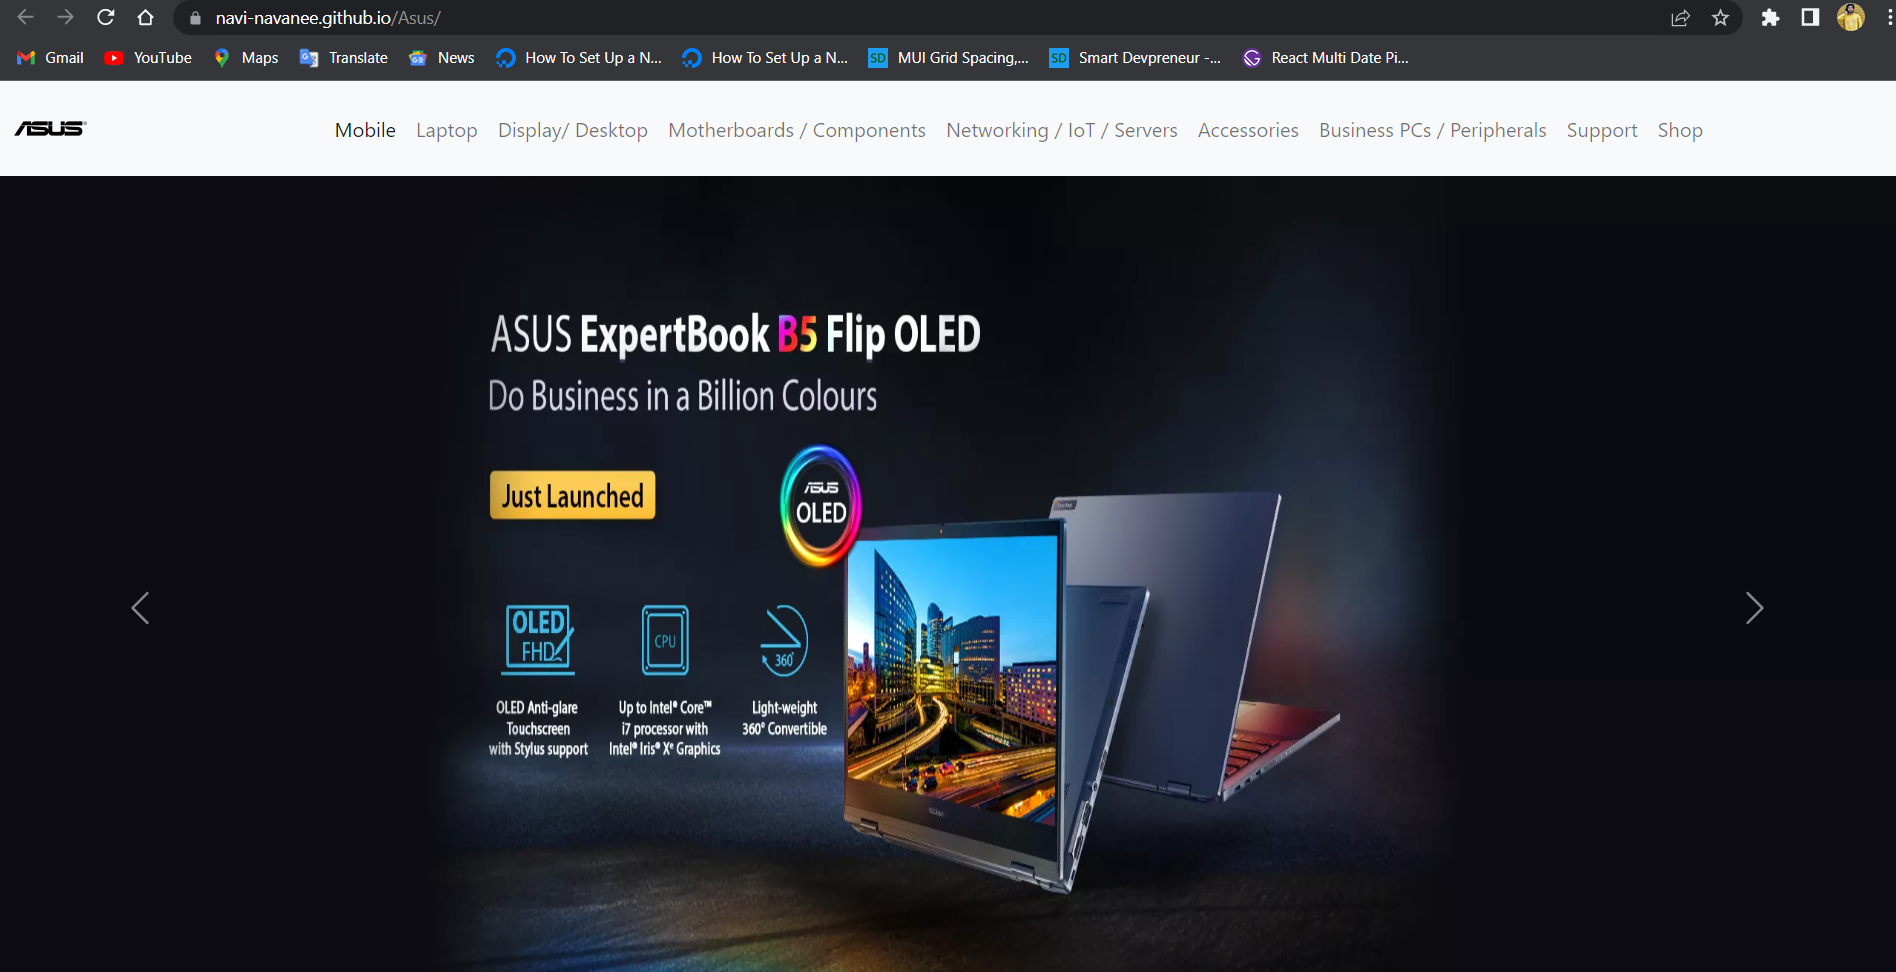 navi-navanee.github.io/Asus/
Gmail YouTube Maps Translate News How To Set Up a N... How To Set Up a N... SD MUI Grid Spacing,... SD Smart Devpreneur -... React Multi Date Pi...
ASUS Mobile Laptop Display/ Desktop Motherboards / Components Networking / IoT / Servers Accessories Business PCs / Peripherals Support Shop
ASUS ExpertBook B5 Flip OLED
Do Business in a Billion Colours
Just Launched
ASUS
OLED
OLED
FHD
CPU
360°
OLED Anti-glare
Touchscreen
with Stylus support
Up to Intel® Core™
i7 processor with
Intel® Iris® Xᵉ Graphics
Light-weight
360° Convertible